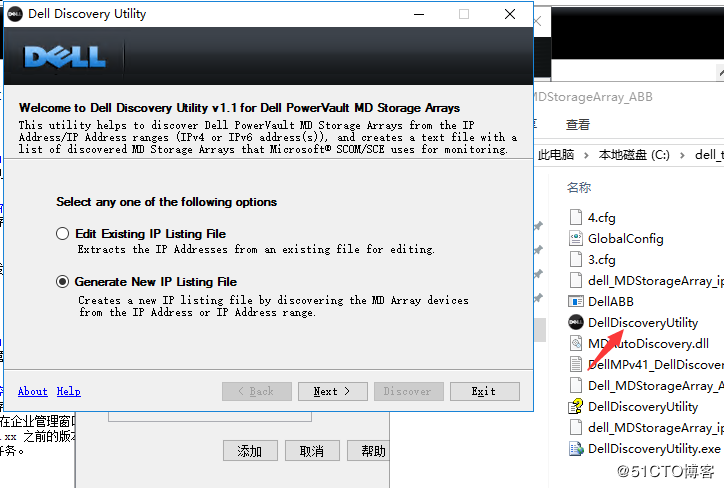 Dell Discovery Utility
DELL
Welcome to Dell Discovery Utility v1.1 for Dell PowerVault MD Storage Arrays
This utility helps to discover Dell PowerVault MD Storage Arrays from the IP
Address/IP Address ranges (IPv4 or IPv6 address(s)), and creates a text file with a
list of discovered MD Storage Arrays that Microsoft® SCOM/SCE uses for monitoring.
Select any one of the following options
Edit Existing IP Listing File
Extracts the IP Addresses from an existing file for editing.
Generate New IP Listing File
Creates a new IP listing file by discovering the MD Array devices
from the IP Address or IP Address range.
About Help
< Back Next > Discover Exit
在企业管理窗口
xx 之前的版本
任务。
添加 取消 帮助
MDStorageArray_ABB
查看
此电脑 > 本地磁盘 (C:) > dell_t
名称
4.cfg
GlobalConfig
3.cfg
dell_MDStorageArray_ip
DellABB
DellDiscoveryUtility
MDAutoDiscovery.dll
DellMPv41_DellDiscover
Dell_MDStorageArray_A
DellDiscoveryUtility
dell_MDStorageArray_ip
DellDiscoveryUtility.exe
@51CTO博客